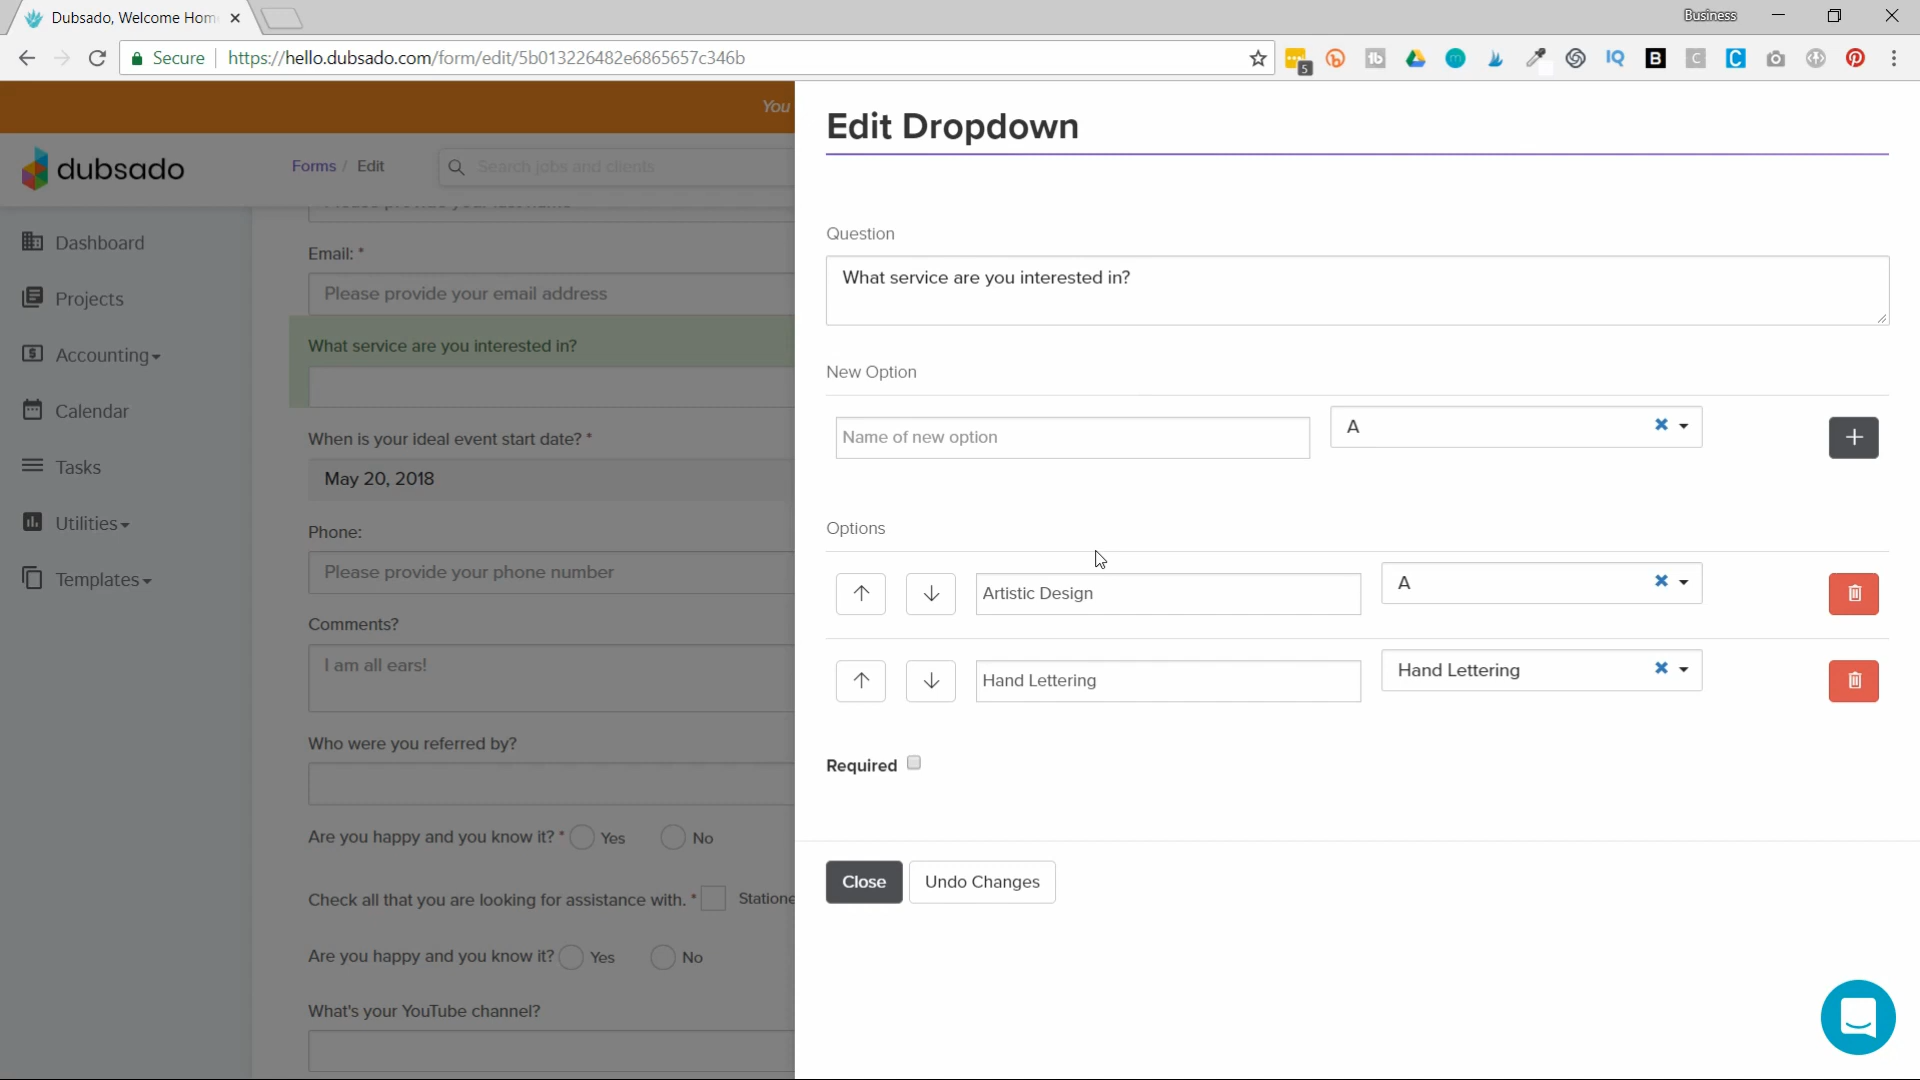 Dubsado, Welcome Hom
Business
Secure
https://hello.dubsado.com/form/edit/5b013226482e6865657c346b
5
You
dubsado
Forms / Edit
Search jobs and clients
Dashboard
Projects
Accounting
Calendar
Tasks
Utilities
Templates
Email: *
Please provide your email address
What service are you interested in?
When is your ideal event start date? *
May 20, 2018
Phone:
Please provide your phone number
Comments?
I am all ears!
Who were you referred by?
Are you happy and you know it? * Yes No
Check all that you are looking for assistance with. * Statione
Are you happy and you know it? Yes No
What's your YouTube channel?
Edit Dropdown
Question
What service are you interested in?
New Option
Name of new option
A
Options
Artistic Design
A
Hand Lettering
Hand Lettering
Required
Close
Undo Changes